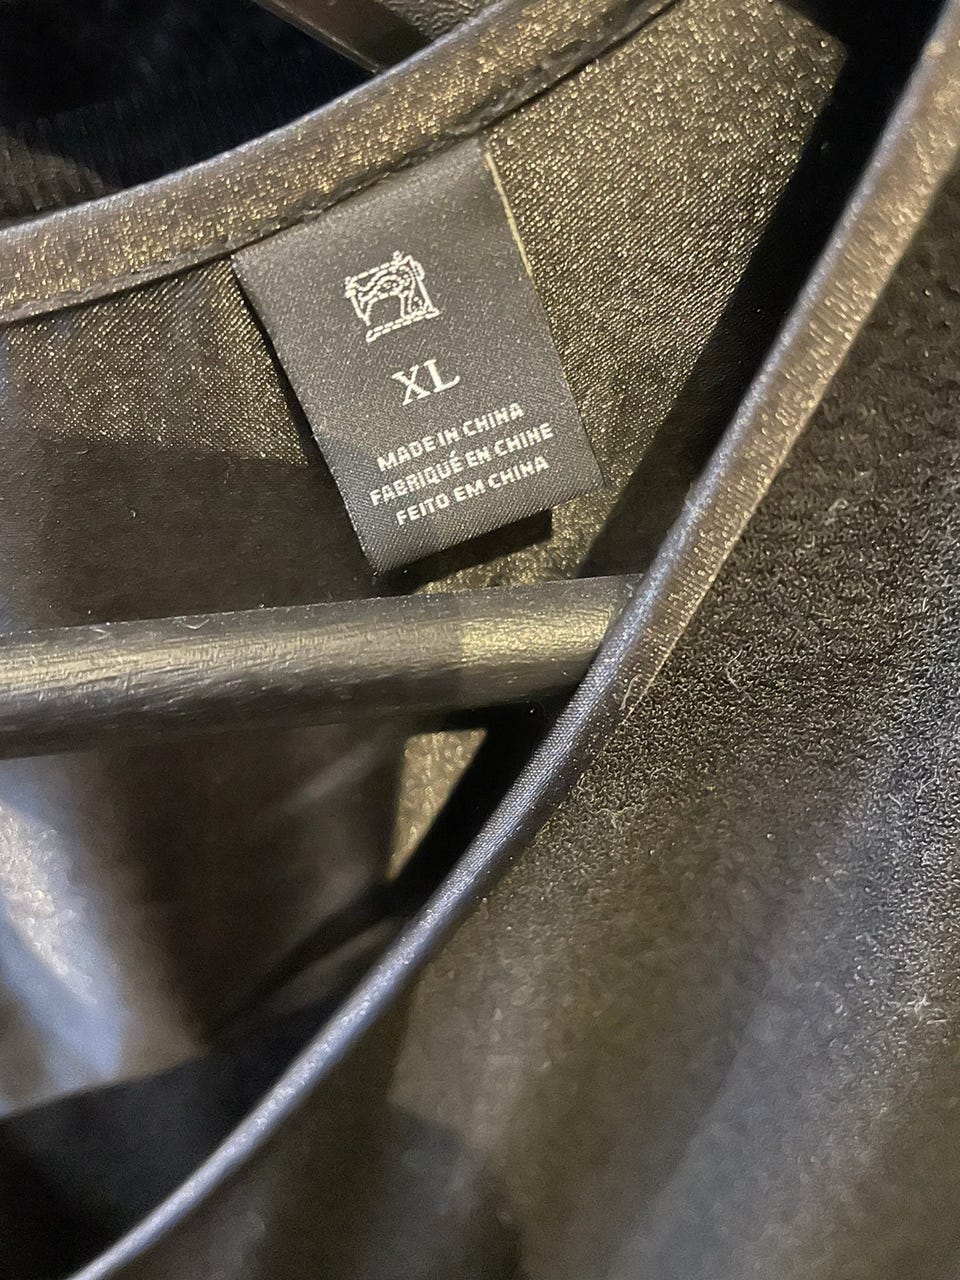 XL
MADE IN CHINA
FABRIQUÉ EN CHINE
FEITO EM CHINA